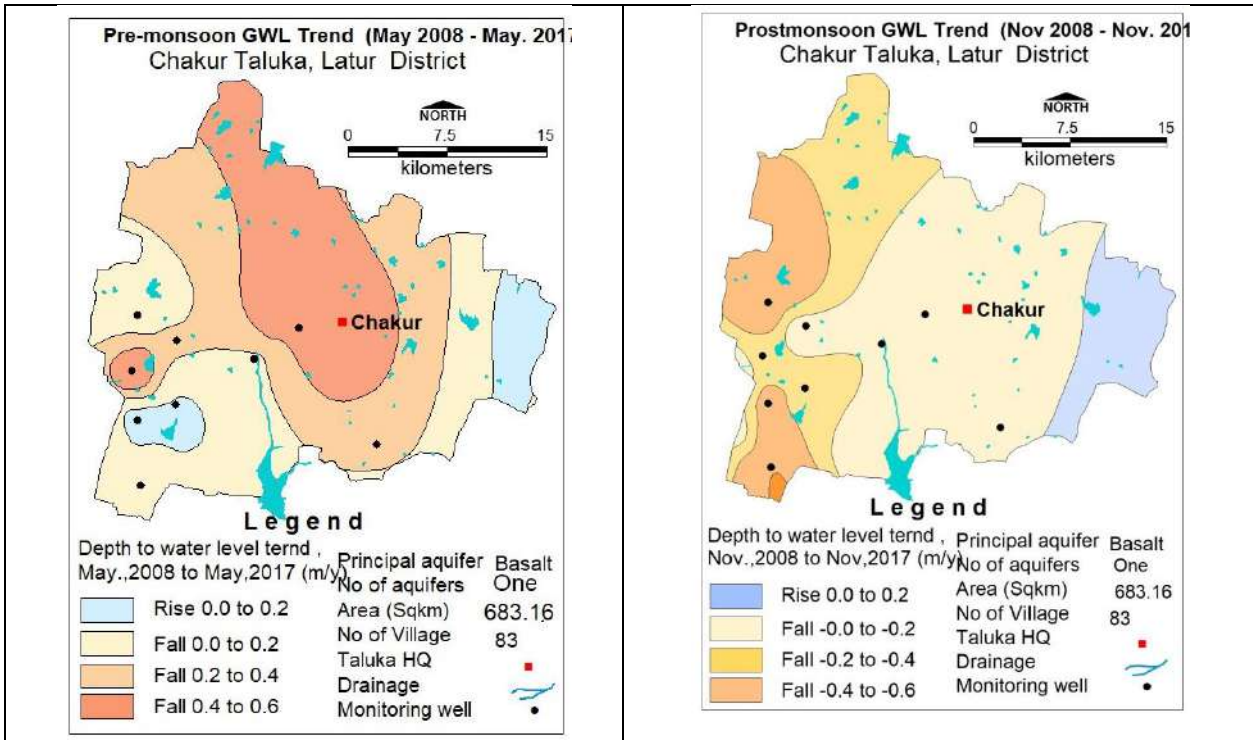 Pre-monsoon GWL Trend (May 2008 - May. 2017
Chakur Taluka, Latur District
NORTH
0 7.5 15
kilometers
Chakur
Legend
Depth to water level ternd ,
May.,2008 to May,2017 (m/y)
Rise 0.0 to 0.2
Fall 0.0 to 0.2
Fall 0.2 to 0.4
Fall 0.4 to 0.6
Principal aquifer Basalt
No of aquifers One
Area (Sqkm) 683.16
No of Village 83
Taluka HQ
Drainage
Monitoring well
Prostmonsoon GWL Trend (Nov 2008 - Nov. 201
Chakur Taluka, Latur District
NORTH
0 7.5 15
kilometers
Chakur
Legend
Depth to water level ternd ,
Nov.,2008 to Nov,2017 (m/y)
Rise 0.0 to 0.2
Fall -0.0 to -0.2
Fall -0.2 to -0.4
Fall -0.4 to -0.6
Principal aquifer Basalt
No of aquifers One
Area (Sqkm) 683.16
No of Village 83
Taluka HQ
Drainage
Monitoring well